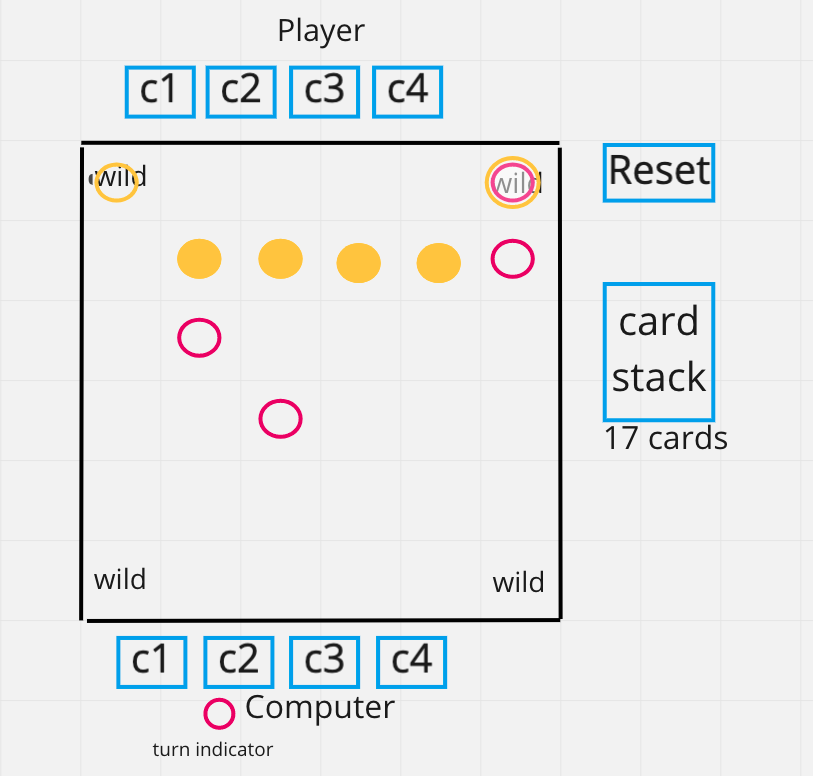 Player
c1 c2 c3 c4
wild wild Reset
card
stack
17 cards
wild wild
c1 c2 c3 c4
Computer
turn indicator